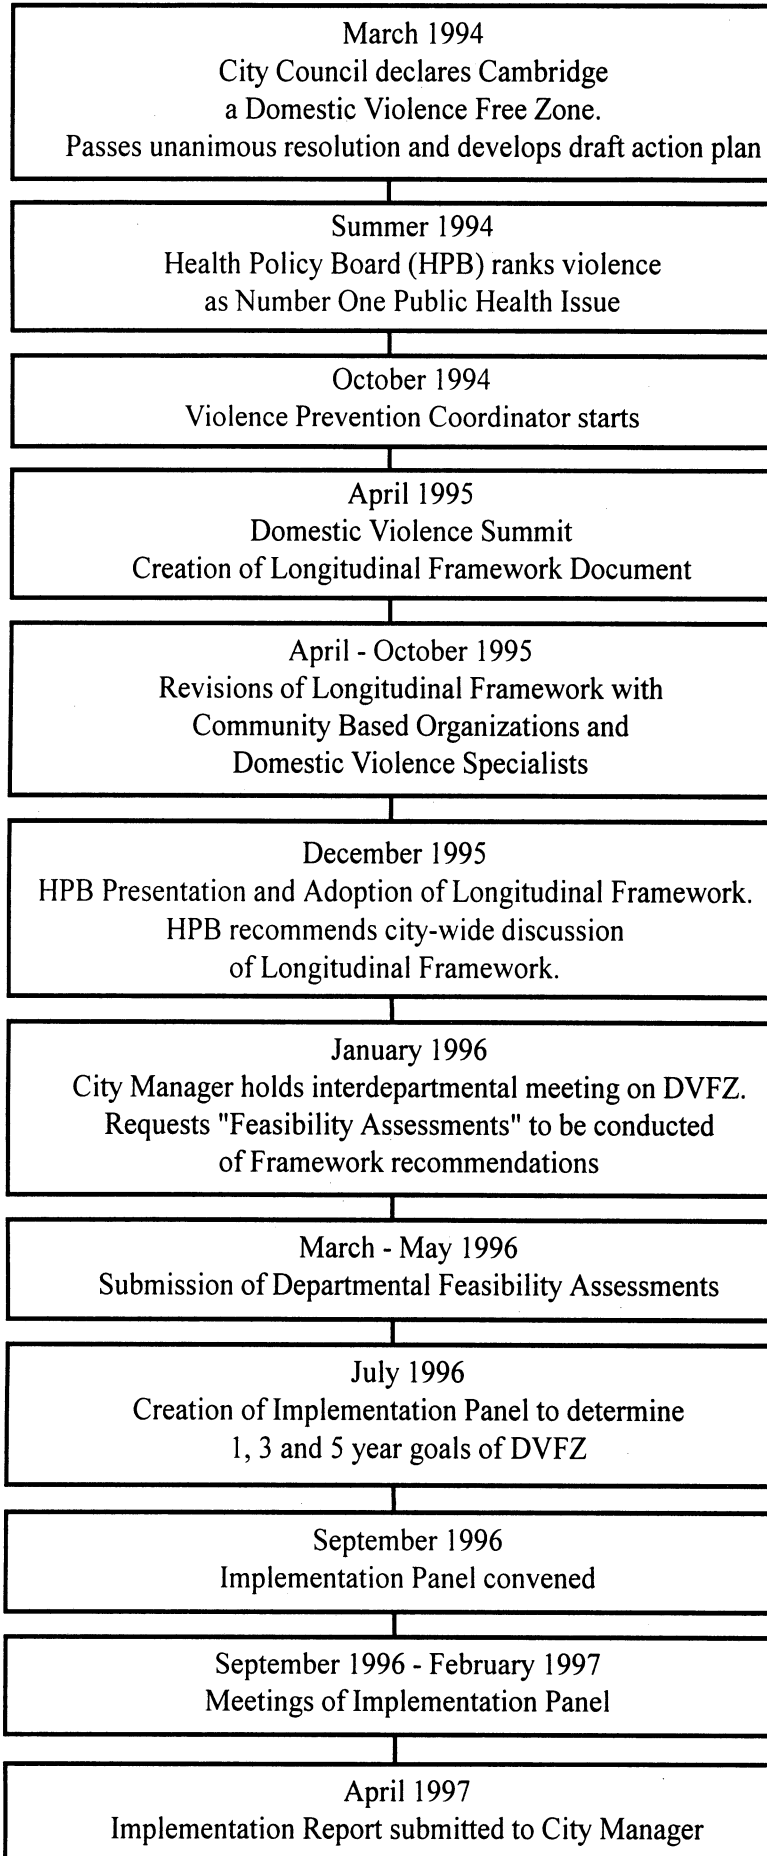 March 1994
City Council declares Cambridge
a Domestic Violence Free Zone.
Passes unanimous resolution and develops draft action plan
Summer 1994
Health Policy Board (HPB) ranks violence
as Number One Public Health Issue
October 1994
Violence Prevention Coordinator starts
April 1995
Domestic Violence Summit
Creation of Longitudinal Framework Document
April - October 1995
Revisions of Longitudinal Framework with
Community Based Organizations and
Domestic Violence Specialists
December 1995
HPB Presentation and Adoption of Longitudinal Framework.
HPB recommends city-wide discussion
of Longitudinal Framework.
January 1996
City Manager holds interdepartmental meeting on DVFZ.
Requests "Feasibility Assessments" to be conducted
of Framework recommendations
March - May 1996
Submission of Departmental Feasibility Assessments
July 1996
Creation of Implementation Panel to determine
1, 3 and 5 year goals of DVFZ
September 1996
Implementation Panel convened
September 1996 - February 1997
Meetings of Implementation Panel
April 1997
Implementation Report submitted to City Manager